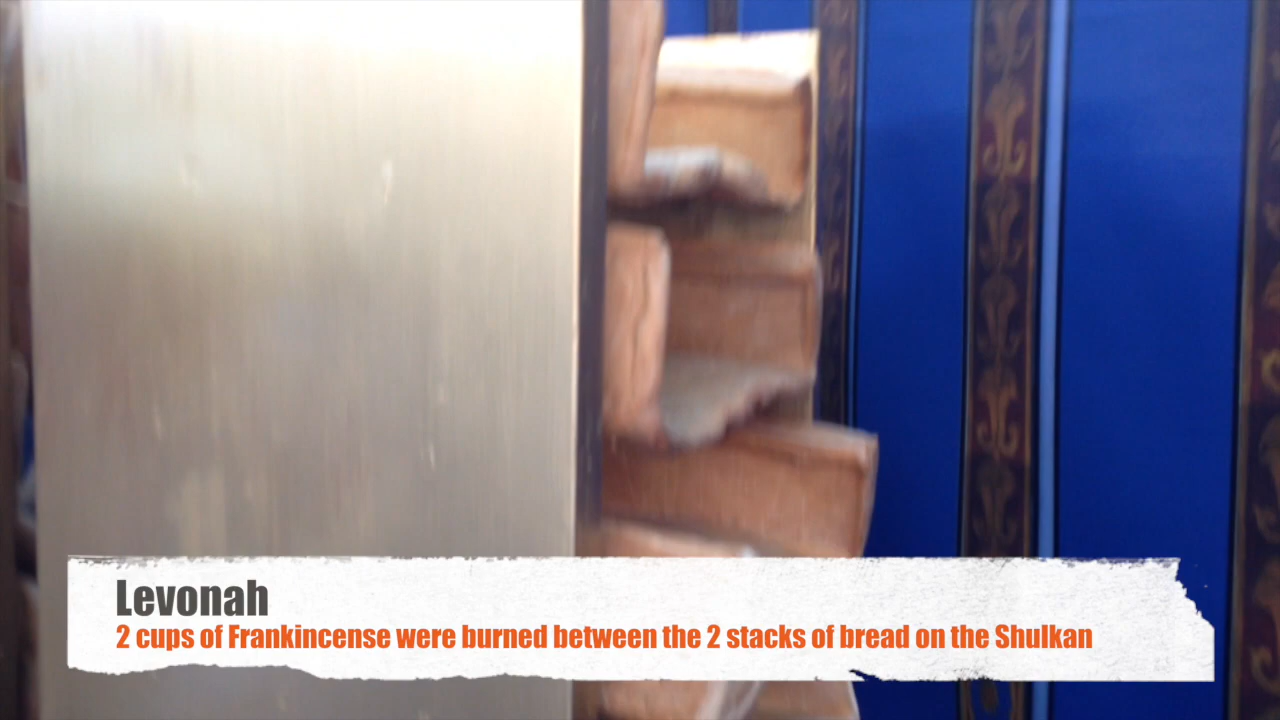 Levonah
2 cups of Frankincense were burned between the 2 stacks of bread on the Shulkan